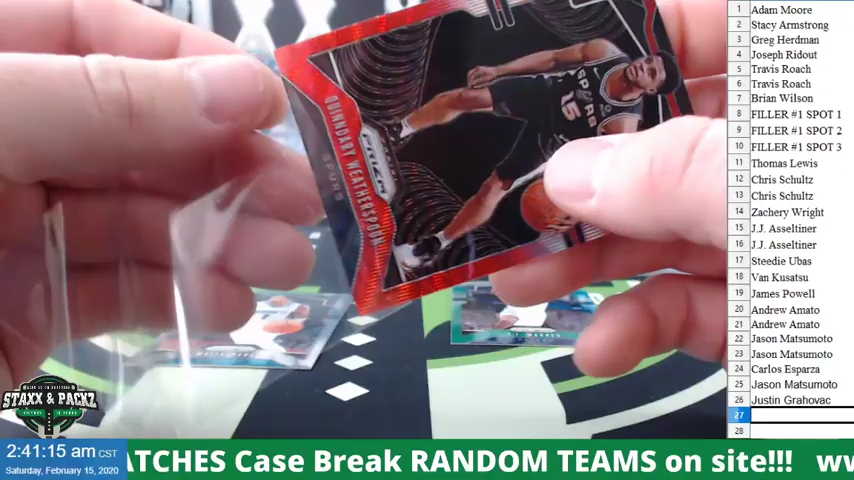 QUINNDARY WEATHERSPOON
SPURS
PRIZM
SPURS
15
1 Adam Moore
2 Stacy Armstrong
3 Greg Herdman
4 Joseph Ridout
5 Travis Roach
6 Travis Roach
7 Brian Wilson
8 FILLER #1 SPOT 1
9 FILLER #1 SPOT 2
10 FILLER #1 SPOT 3
11 Thomas Lewis
12 Chris Schultz
13 Chris Schultz
14 Zachery Wright
15 J.J. Asseltiner
16 J.J. Asseltiner
17 Steedie Ubas
18 Van Kusatsu
19 James Powell
20 Andrew Amato
21 Andrew Amato
22 Jason Matsumoto
23 Jason Matsumoto
24 Carlos Esparza
25 Jason Matsumoto
26 Justin Grahovac
27
28
STAXX & PACKZ
2:41:15 am CST
Saturday, February 15, 2020
ATCHES Case Break RANDOM TEAMS on site!!! ww